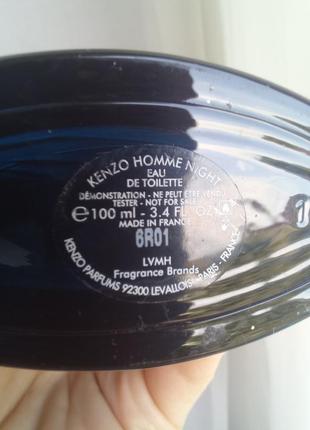 KENZO HOMME NIGHT
EAU
DE TOILETTE
DÉMONSTRATION - NE PEUT ÊTRE VENDU
TESTER - NOT FOR SALE
℮ 100 ml - 3.4 FL. OZ
MADE IN FRANCE
6R01
LVMH
Fragrance Brands
KENZO PARFUMS 92300 LEVALLOIS - PARIS - FRANCE